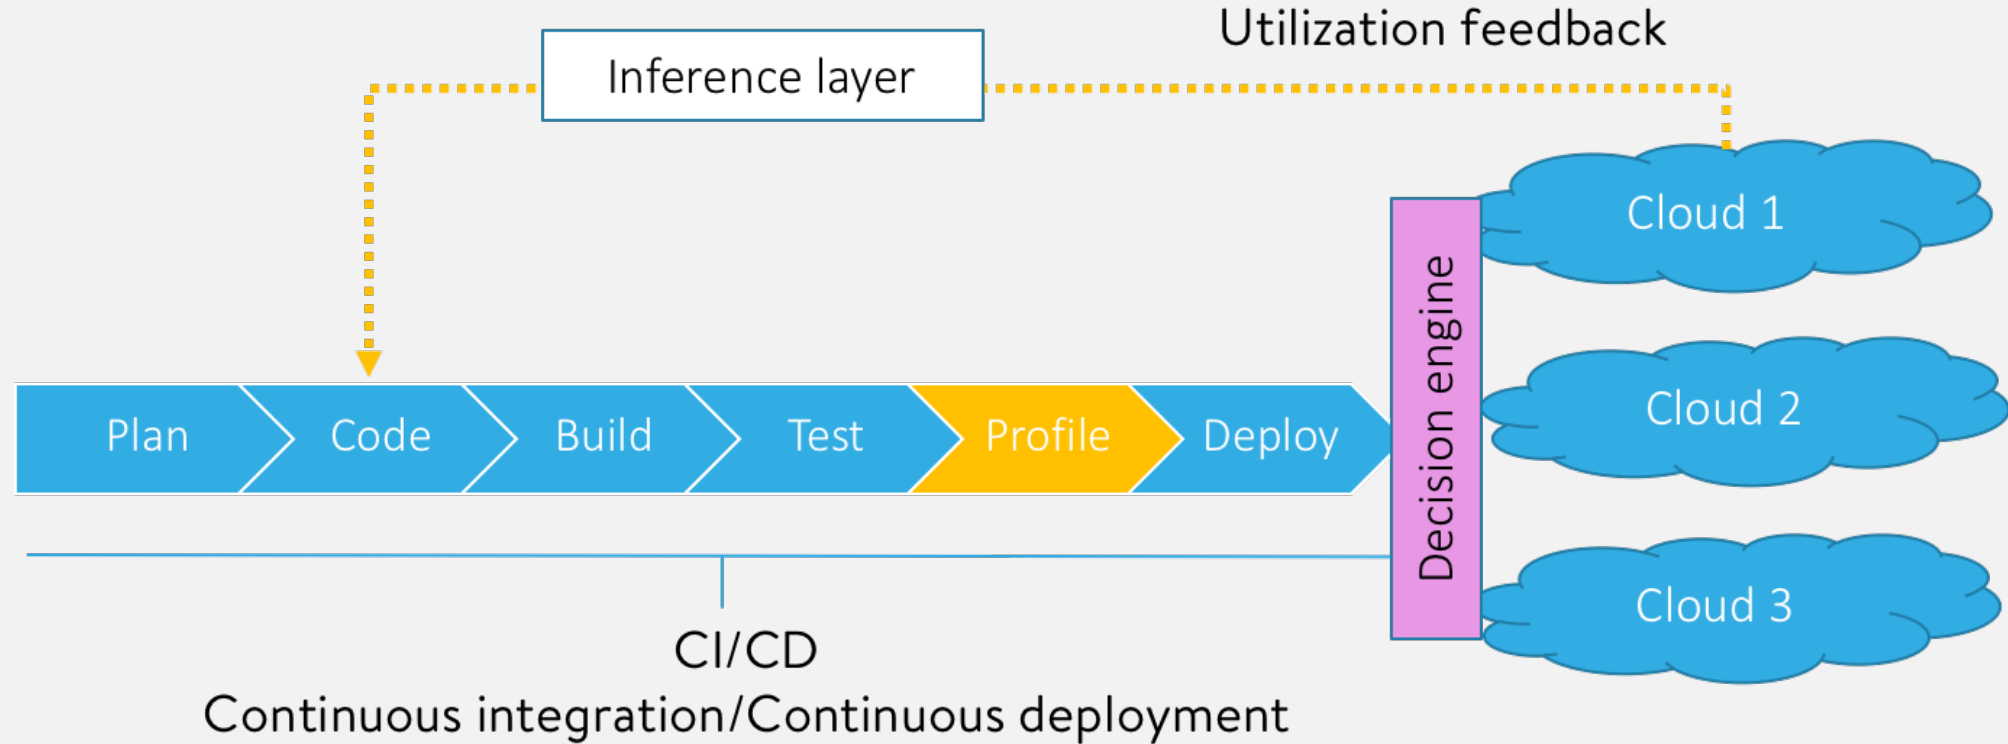 Utilization feedback
Inference layer
Cloud 1
Decision engine
Cloud 2
Plan
Code
Build
Test
Profile
Deploy
Cloud 3
CI/CD
Continuous integration/Continuous deployment